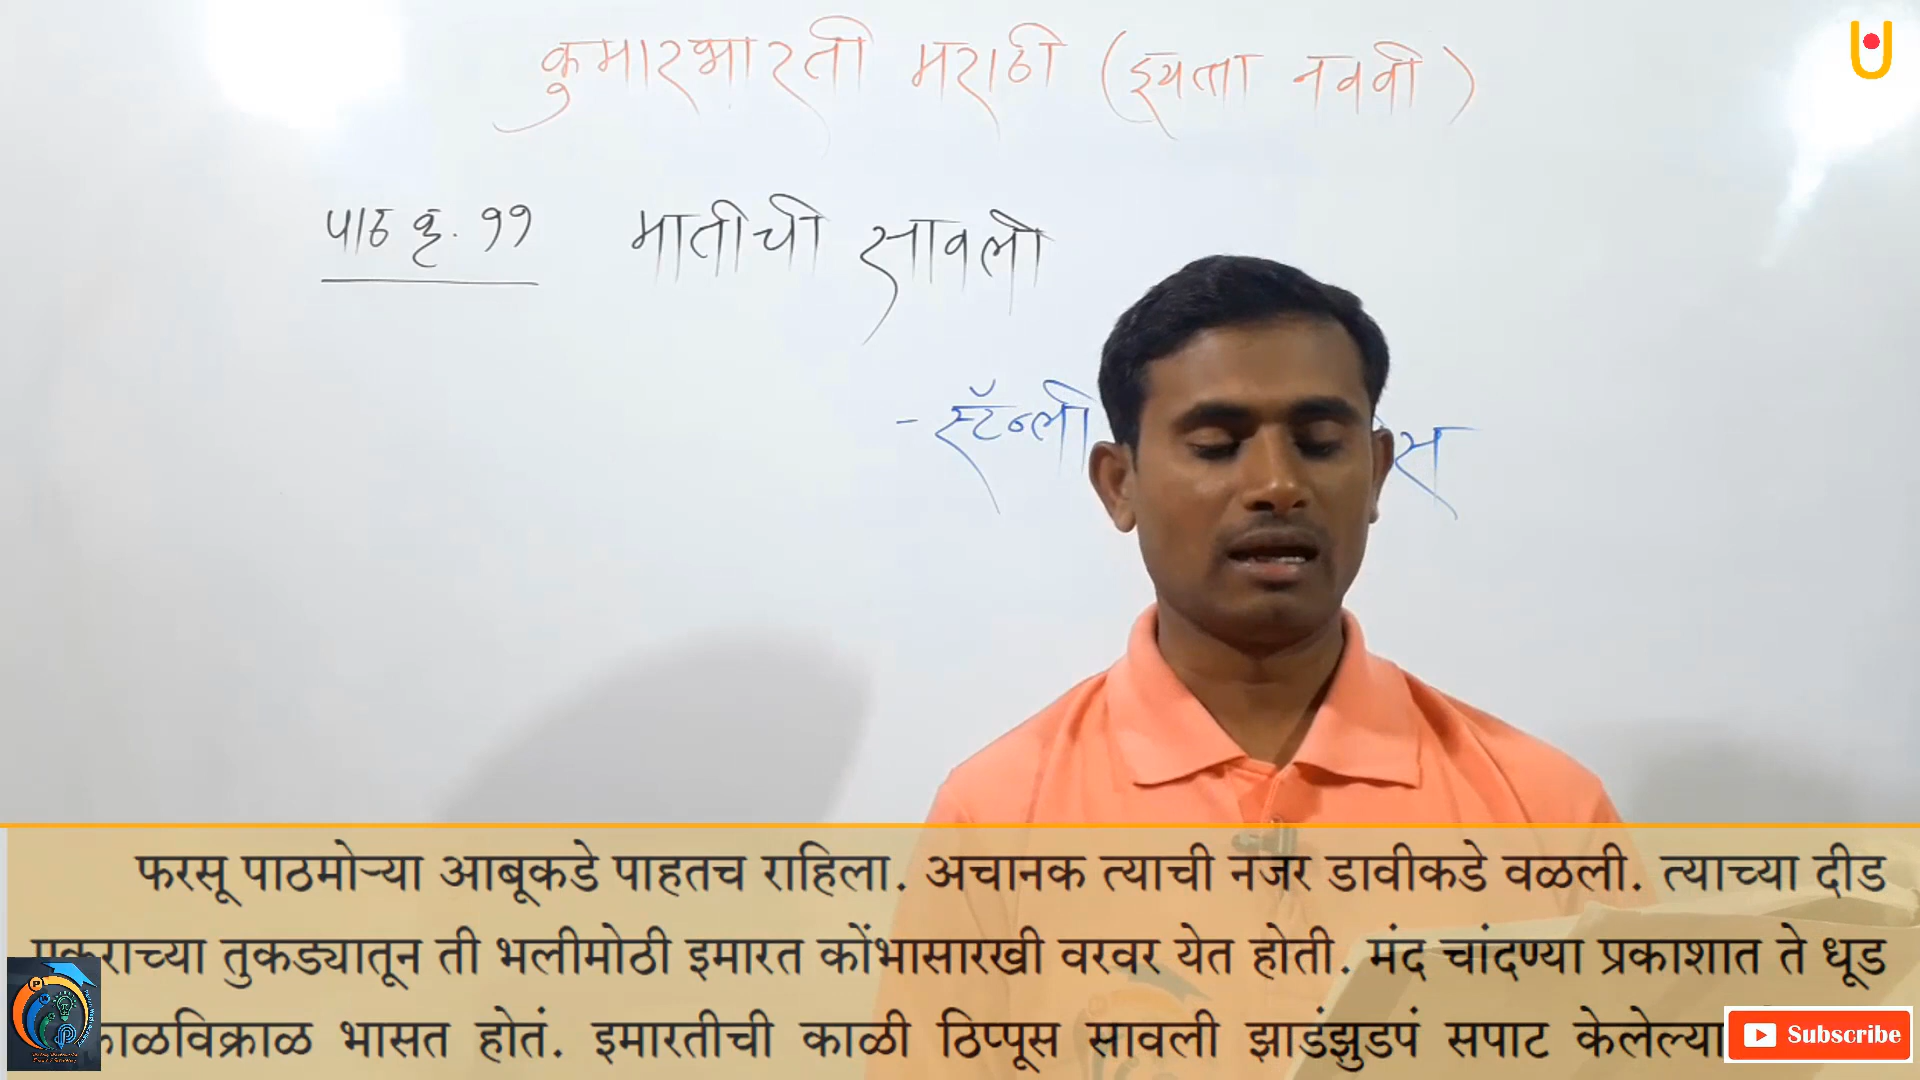 कुमारभारती मराठी (इयत्ता नववी)
पाठ क्र. ११ मातीची सावली
- स्टॅन्ली
फरसू पाठमोऱ्या आबूकडे पाहतच राहिला. अचानक त्याची नजर डावीकडे वळली. त्याच्या दीड
तुकड्यातून ती भलीमोठी इमारत कोंभासारखी वरवर येत होती. मंद चांदण्या प्रकाशात ते धूड
भासत होतं. इमारतीची काळी ठिप्पूस सावली झाडंझुडपं सपाट केलेल्या
Subscribe